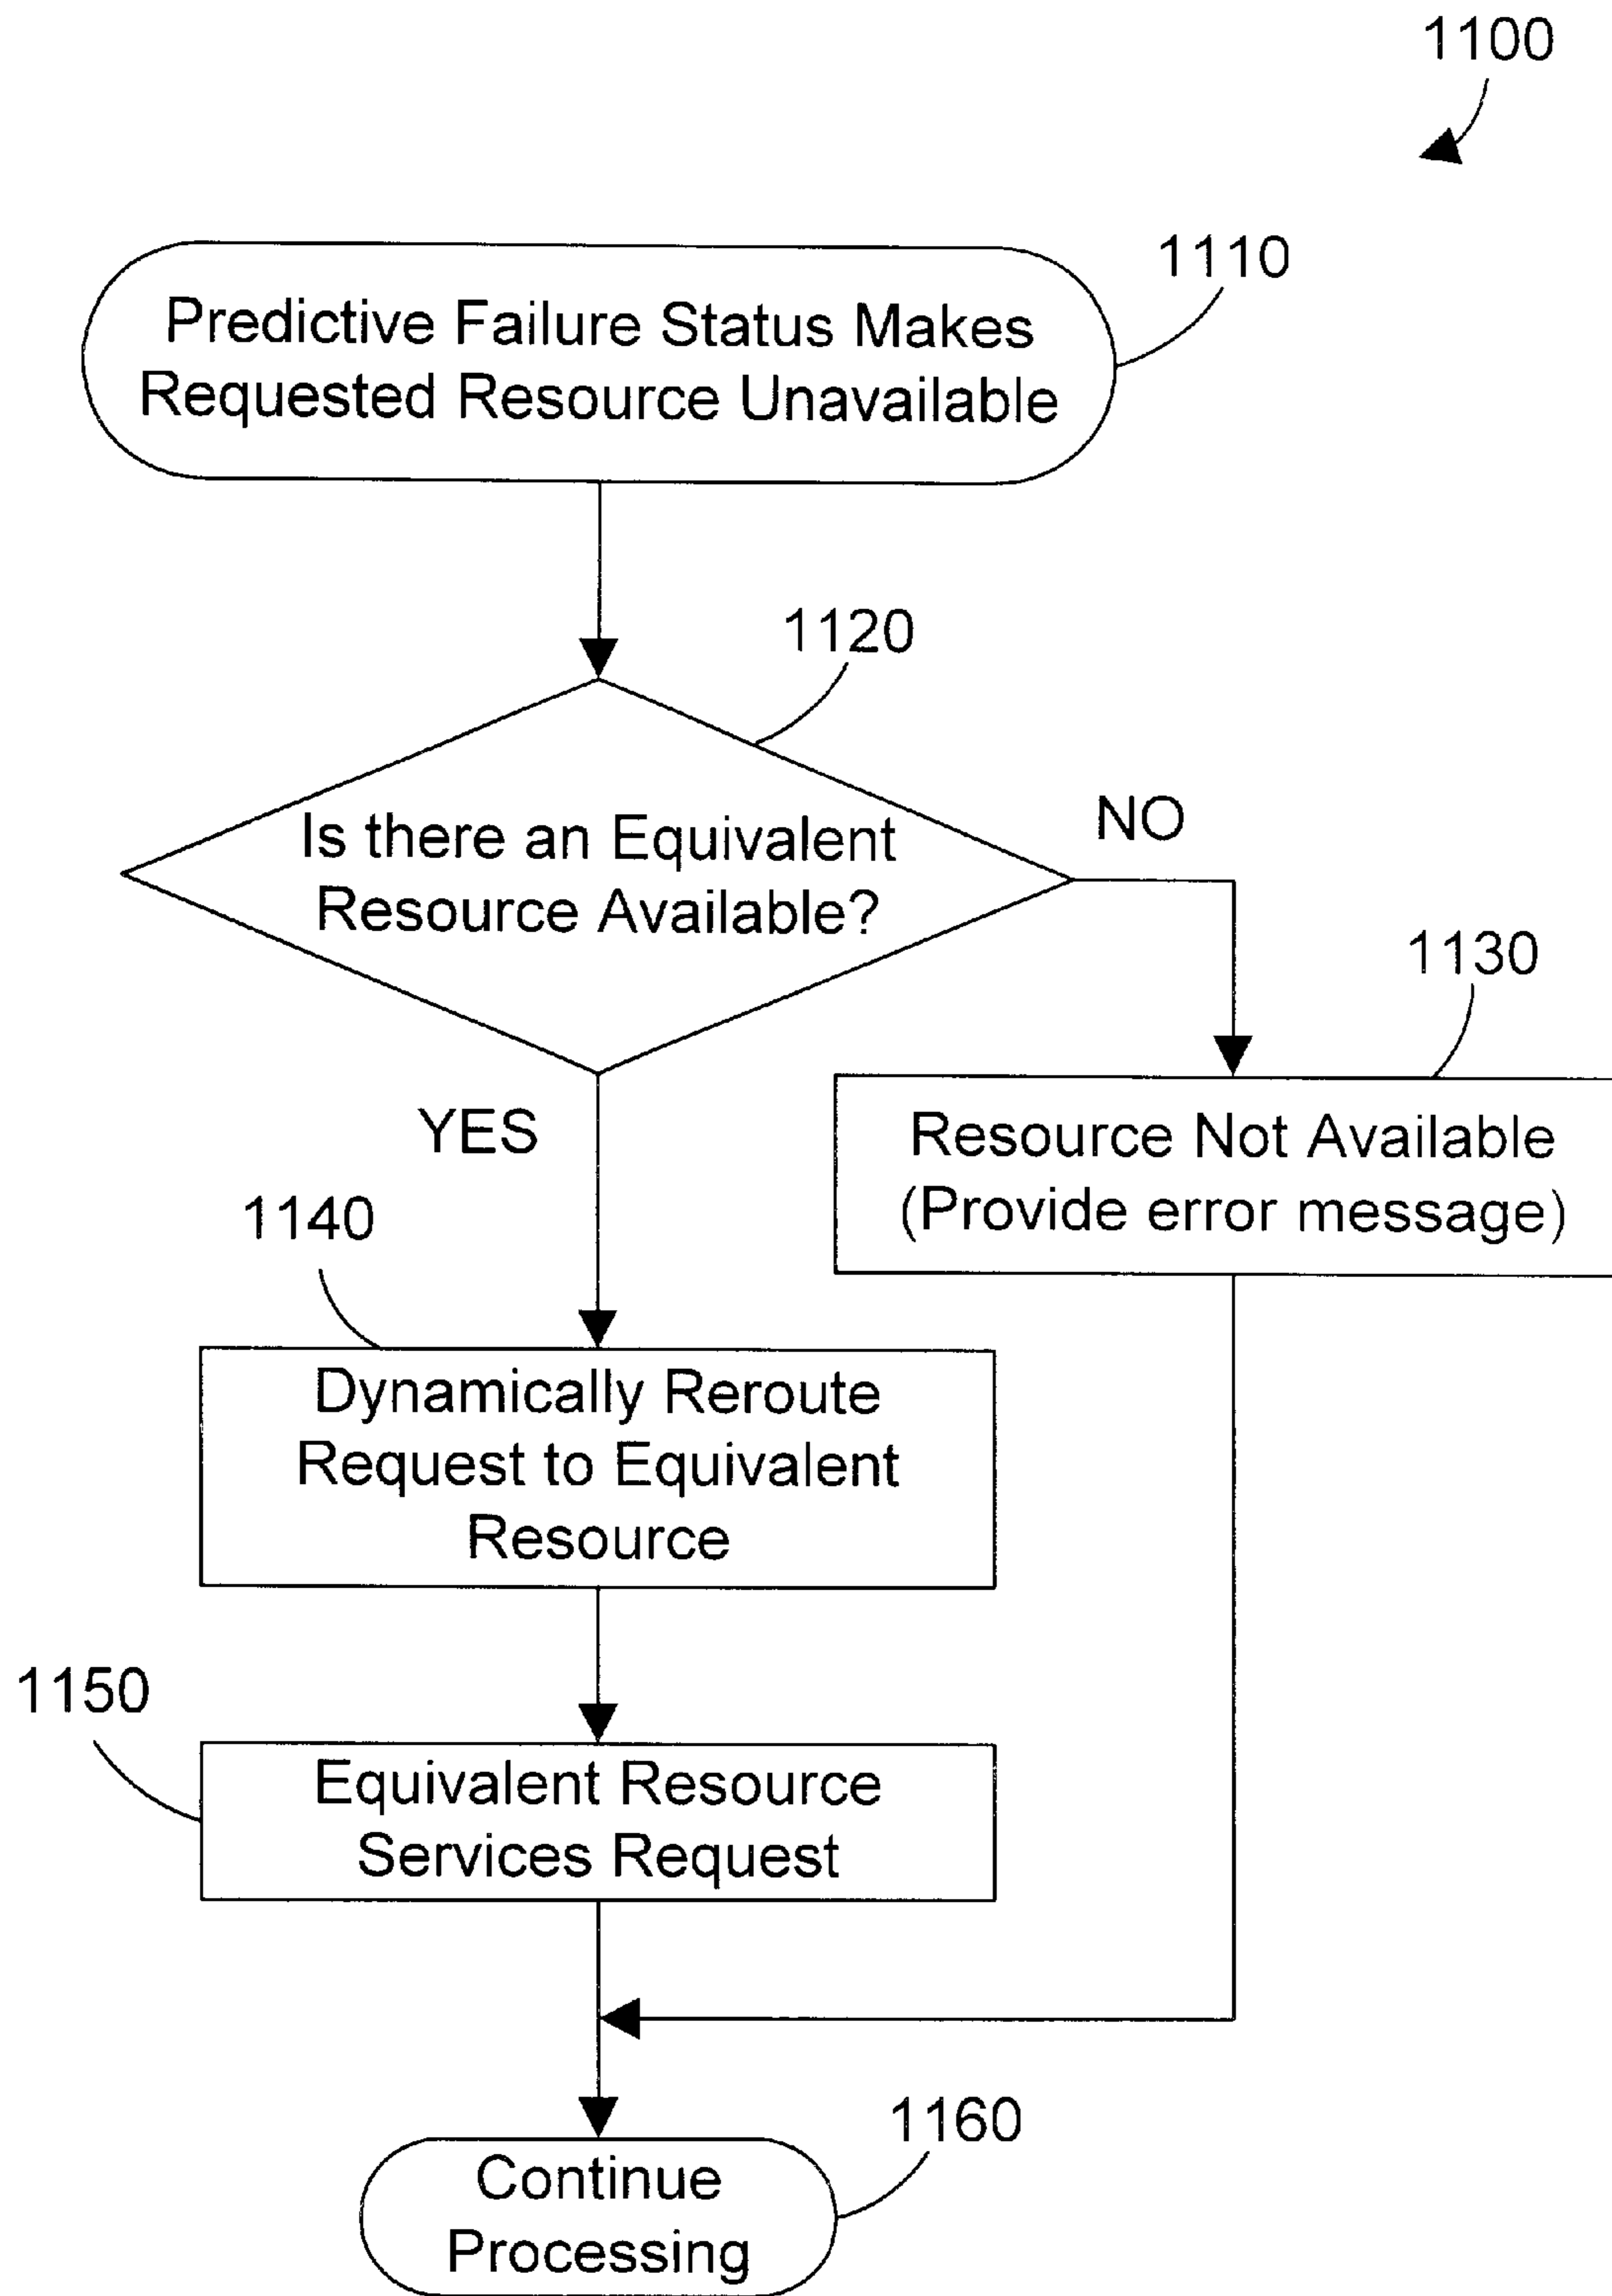 1100
1110
Predictive Failure Status Makes
Requested Resource Unavailable
1120
Is there an Equivalent
Resource Available?
NO
1130
Resource Not Available
(Provide error message)
YES
1140
Dynamically Reroute
Request to Equivalent
Resource
1150
Equivalent Resource
Services Request
1160
Continue
Processing